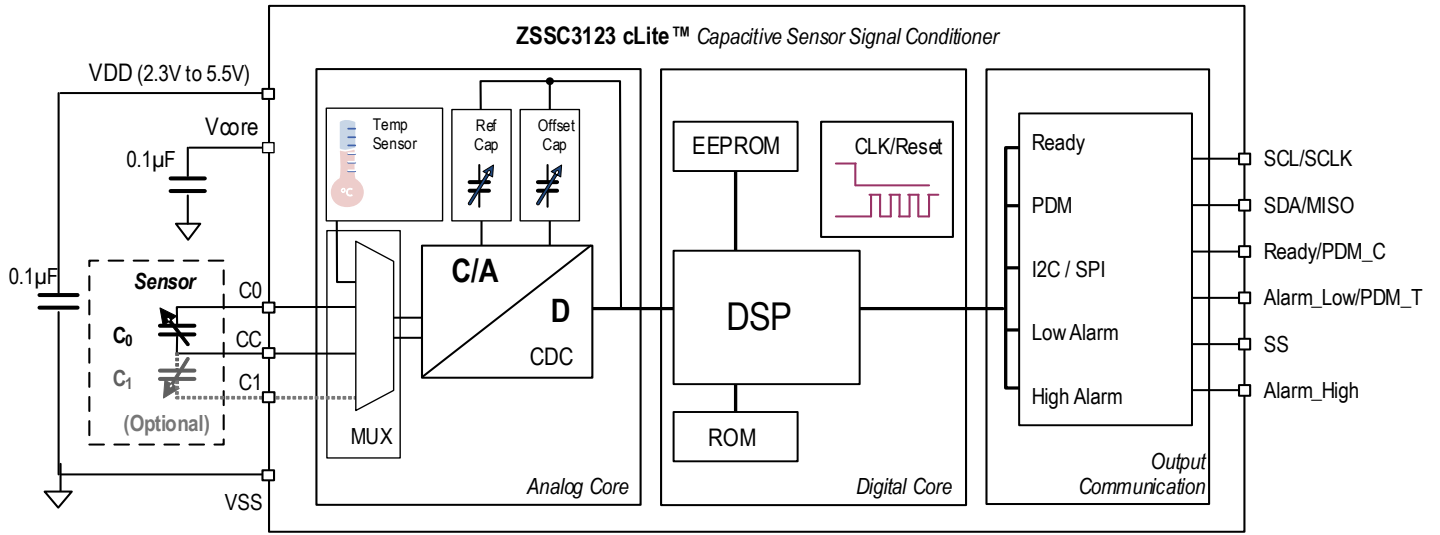 ZSSC3123 cLite™ Capacitive Sensor Signal Conditioner
VDD (2.3V to 5.5V)
Vcore
0.1µF
0.1µF
Sensor
C0
C0
CC
C1
C1
(Optional)
VSS
Temp
Sensor
°C
Ref
Cap
Offset
Cap
MUX
C/A
D
CDC
Analog Core
EEPROM
CLK/Reset
DSP
ROM
Digital Core
Ready
PDM
I2C / SPI
Low Alarm
High Alarm
Output
Communication
SCL/SCLK
SDA/MISO
Ready/PDM_C
Alarm_Low/PDM_T
SS
Alarm_High